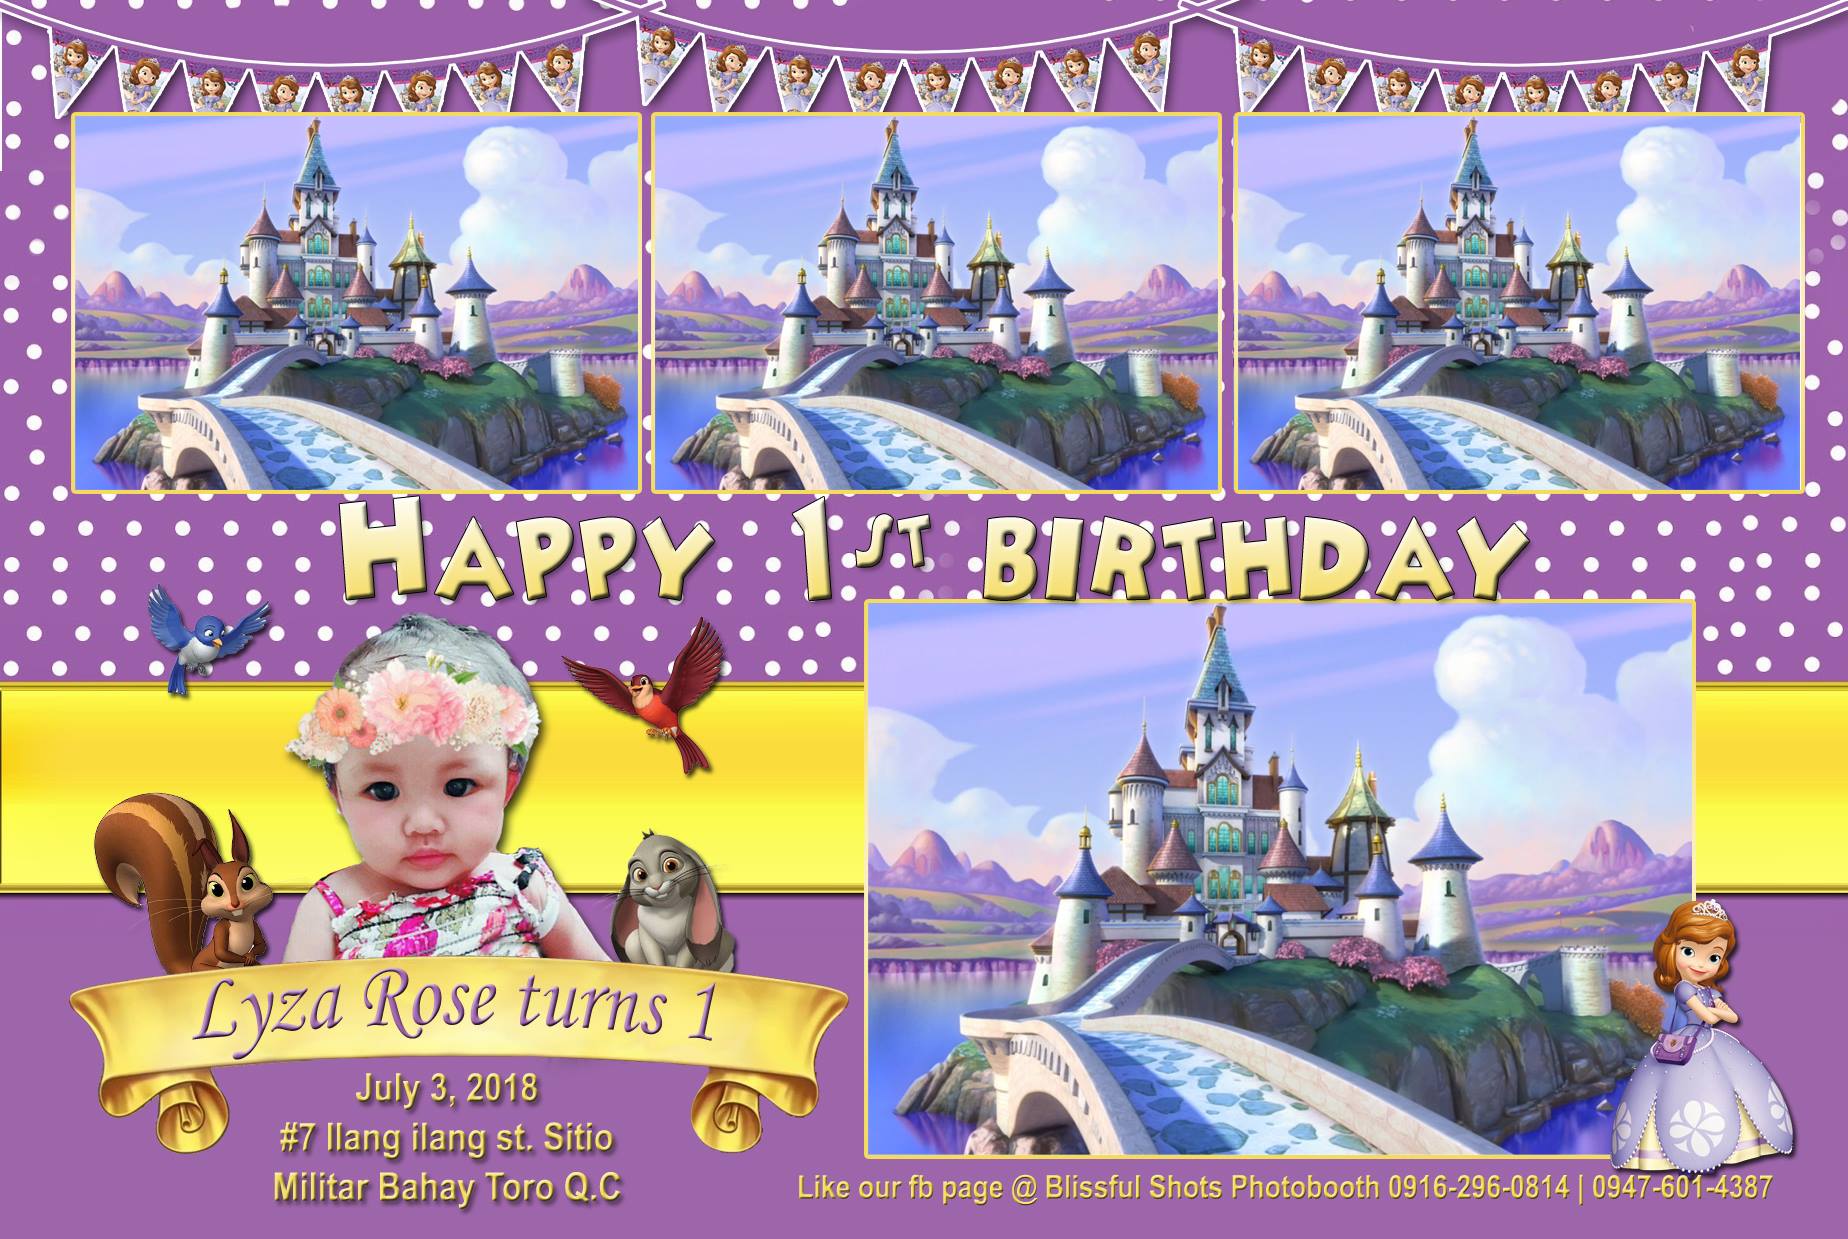 Happy 1st birthday
Lyza Rose turns 1
July 3, 2018
#7 Ilang ilang st. Sitio
Militar Bahay Toro Q.C
Like our fb page @ Blissful Shots Photobooth 0916-296-0814 | 0947-601-4387